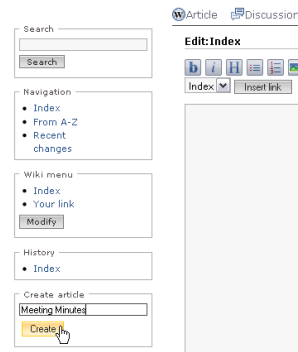 Article Discussion
Search
Search
Navigation
Index
From A-Z
Recent
changes
Wiki menu
Index
Your link
Modify
History
Index
Create article
Meeting Minutes
Create
Edit:Index
b i H
Index Insert link